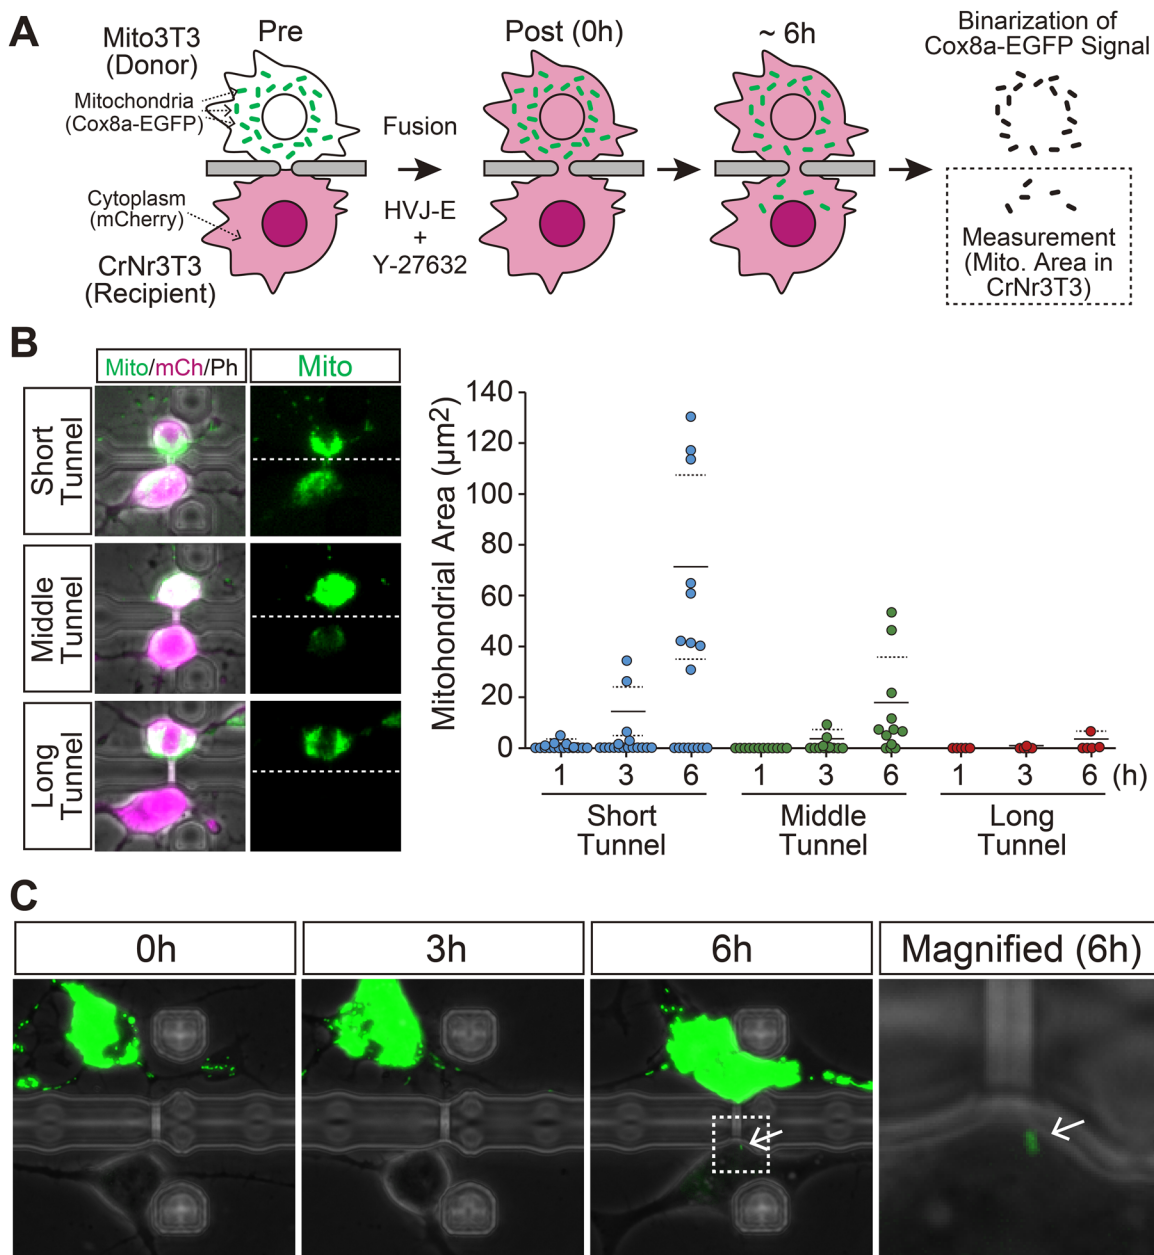 A
Mito3T3
(Donor)
Pre
Mitochondria
(Cox8a-EGFP)
Cytoplasm
(mCherry)
CrNr3T3
(Recipient)
Fusion
HVJ-E
+
Y-27632
Post (0h)
~ 6h
Binarization of
Cox8a-EGFP Signal
Measurement
(Mito. Area in
CrNr3T3)
B
Mito/mCh/Ph
Mito
Short
Tunnel
Middle
Tunnel
Long
Tunnel
Mitohondrial Area (µm2)
140
120
100
80
60
40
20
0
1 3 6 1 3 6 1 3 6 (h)
Short
Tunnel
Middle
Tunnel
Long
Tunnel
C
0h
3h
6h
Magnified (6h)